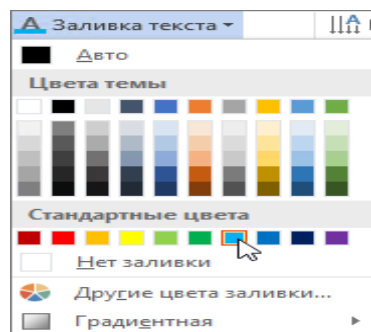 А Заливка текста
Авто
Цвета темы
Стандартные цвета
Нет заливки
Другие цвета заливки...
Градиентная